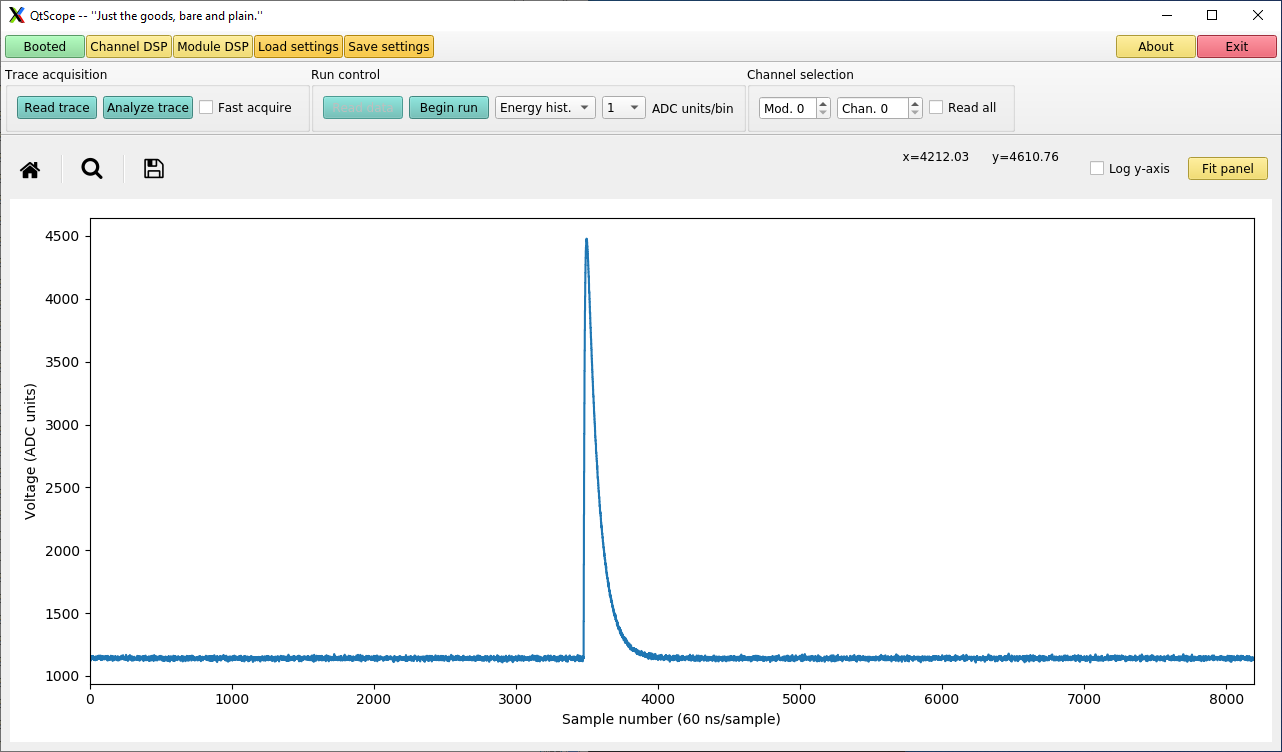 QtScope -- "Just the goods, bare and plain."
Booted Channel DSP Module DSP Load settings Save settings About Exit
Trace acquisition Run control Channel selection
Read trace Analyze trace Fast acquire Begin run Energy hist. 1 ADC units/bin Mod. 0 Chan. 0 Read all
x=4212.03 y=4610.76
Log y-axis Fit panel
4500
4000
3500
3000
2500
2000
1500
1000
Voltage (ADC units)
0 1000 2000 3000 4000 5000 6000 7000 8000
Sample number (60 ns/sample)